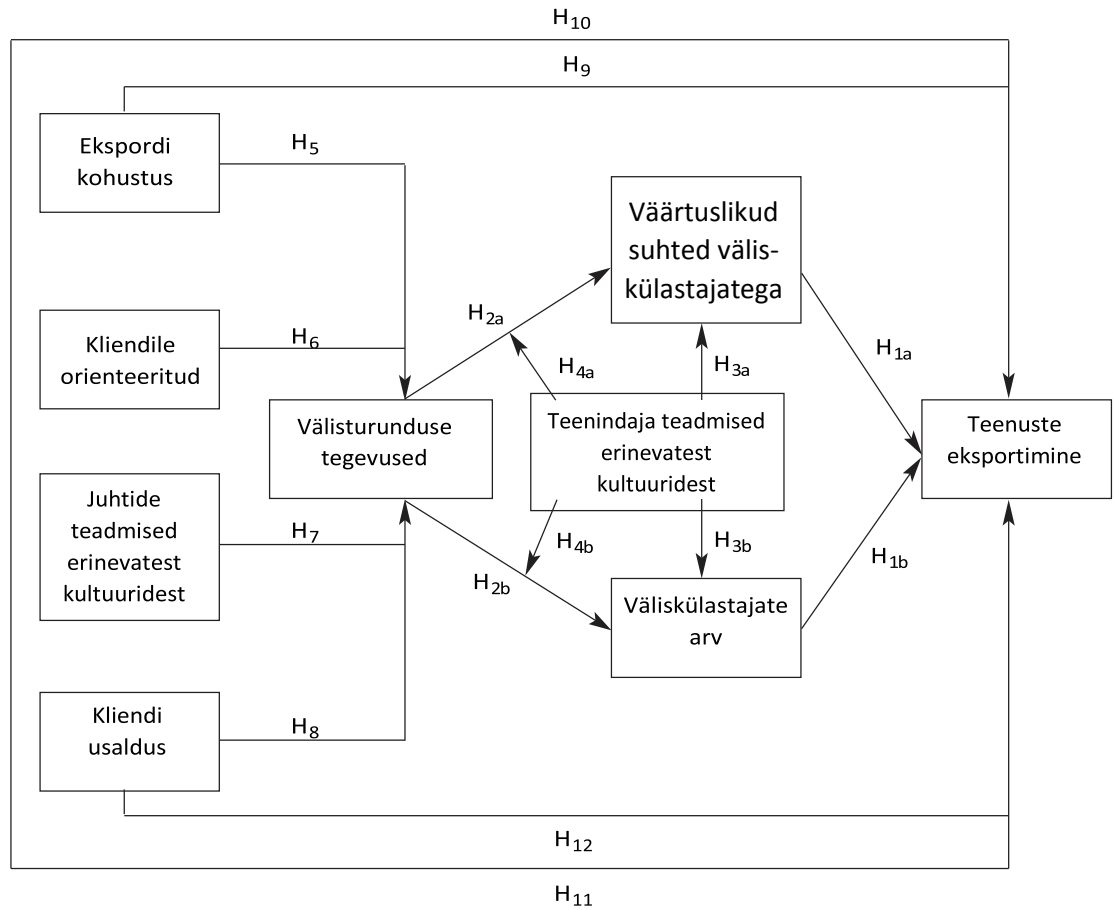 H10
H9
Ekspordi
kohustus
H5
Väärtuslikud
suhted välis-
külastajatega
Kliendile
orienteeritud
H6
H2a
H4a
H3a
H1a
Välisturunduse
tegevused
Teenindaja teadmised
erinevatest
kultuuridest
Teenuste
eksportimine
Juhtide
teadmised
erinevatest
kultuuridest
H7
H2b
H4b
H3b
H1b
Väliskülastajate
arv
Kliendi
usaldus
H8
H12
H11